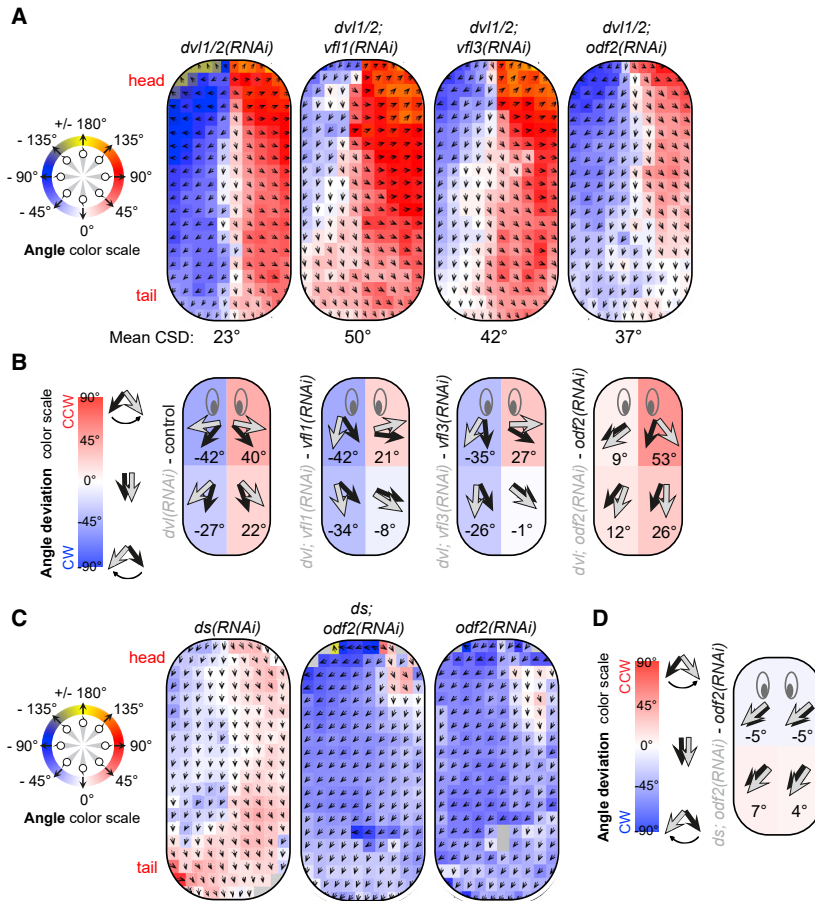 A
dvl1/2(RNAi)
dvl1/2;
vfl1(RNAi)
dvl1/2;
vfl3(RNAi)
dvl1/2;
odf2(RNAi)
head
+/- 180°
- 135°
135°
- 90°
90°
- 45°
45°
0°
Angle color scale
tail
Mean CSD: 23° 50° 42° 37°
B
Angle deviation color scale
CW CCW
90°
45°
0°
-45°
-90°
dvl(RNAi) - control
-42° 40°
-27° 22°
dvl; vfl1(RNAi) - vfl1(RNAi)
-42° 21°
-34° -8°
dvl; vfl3(RNAi) - vfl3(RNAi)
-35° 27°
-26° -1°
dvl; odf2(RNAi) - odf2(RNAi)
9° 53°
12° 26°
C
ds(RNAi)
ds;
odf2(RNAi)
odf2(RNAi)
head
+/- 180°
- 135°
135°
- 90°
90°
- 45°
45°
0°
Angle color scale
tail
D
Angle deviation color scale
CW CCW
90°
45°
0°
-45°
-90°
ds; odf2(RNAi) - odf2(RNAi)
-5° -5°
7° 4°